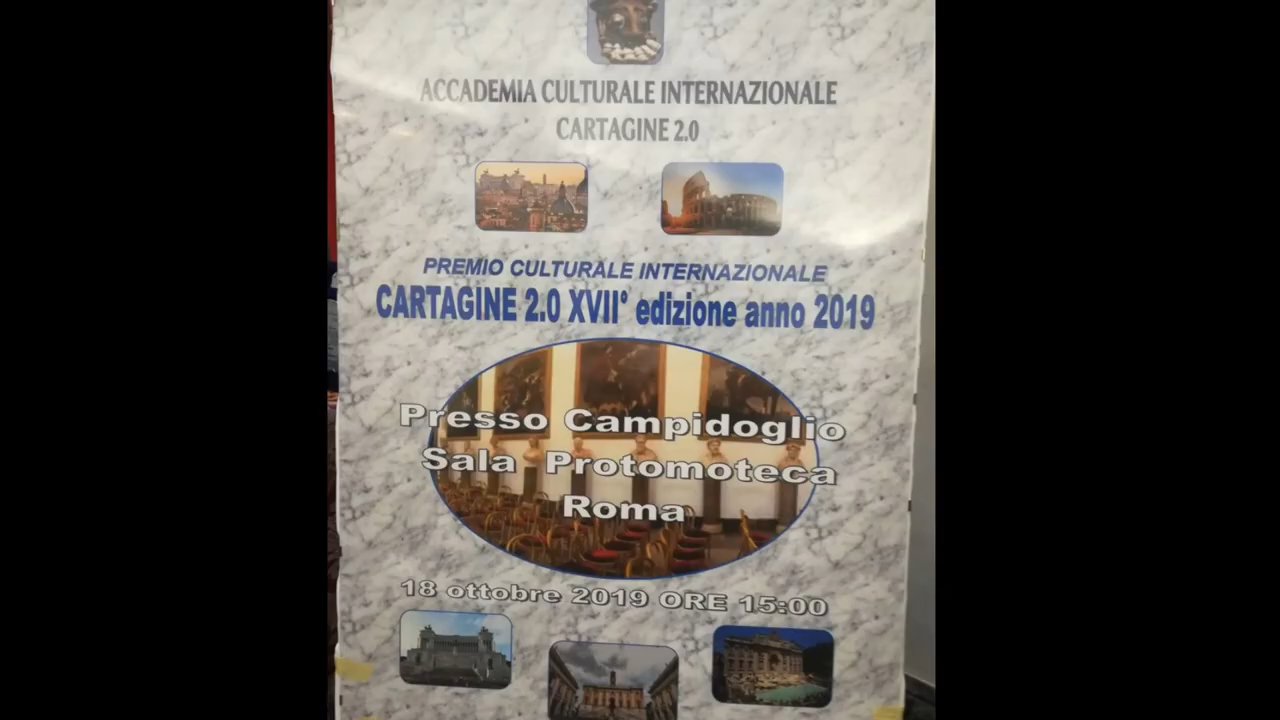 ACCADEMIA CULTURALE INTERNAZIONALE
CARTAGINE 2.0
PREMIO CULTURALE INTERNAZIONALE
CARTAGINE 2.0 XVII° edizione anno 2019
Presso Campidoglio
Sala Protomoteca
Roma
18 ottobre 2019 ORE 15:00